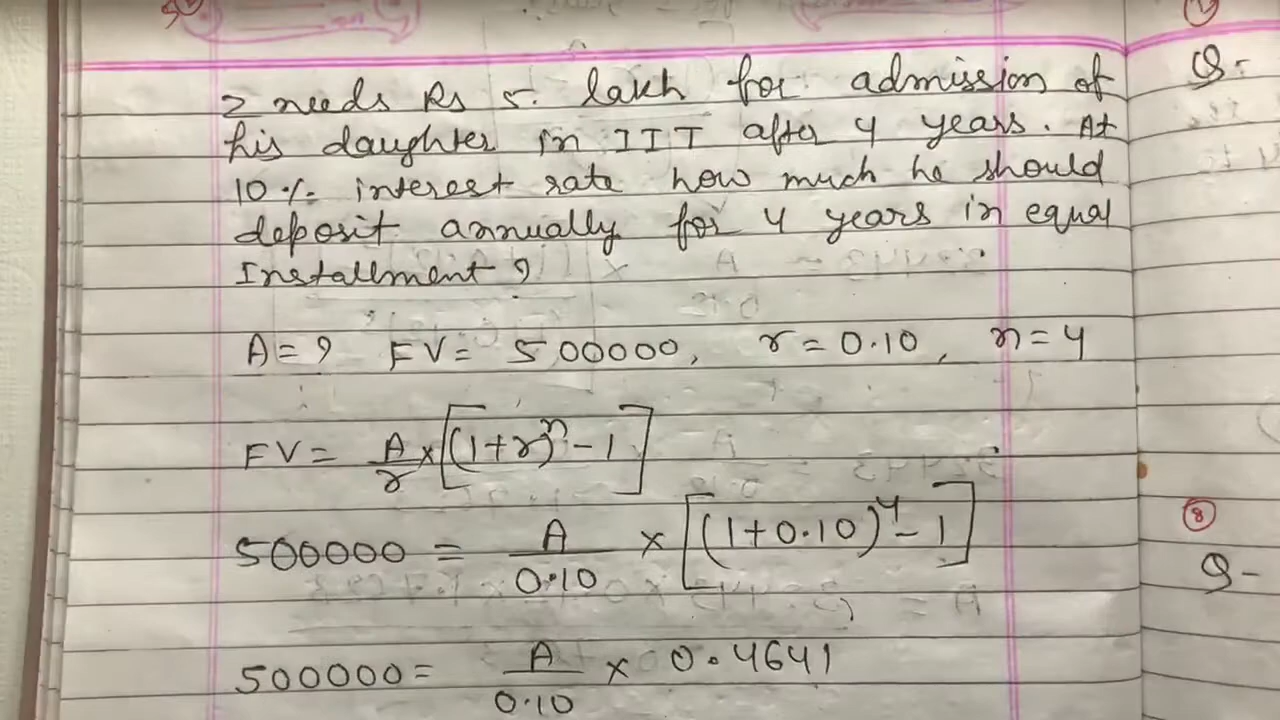 Z needs Rs 5. lakh for admission of
his daughter in IIT after 4 years. At
10 % interest rate how much he should
deposit annually for 4 years in equal
Installment ?
A = ? FV = 500000, r = 0.10, n = 4
FV = A/r × [(1+r)^n - 1]
500000 = A/0.10 × [(1+0.10)^4 - 1]
500000 = A/0.10 × 0.4641
Q-
8
Q-